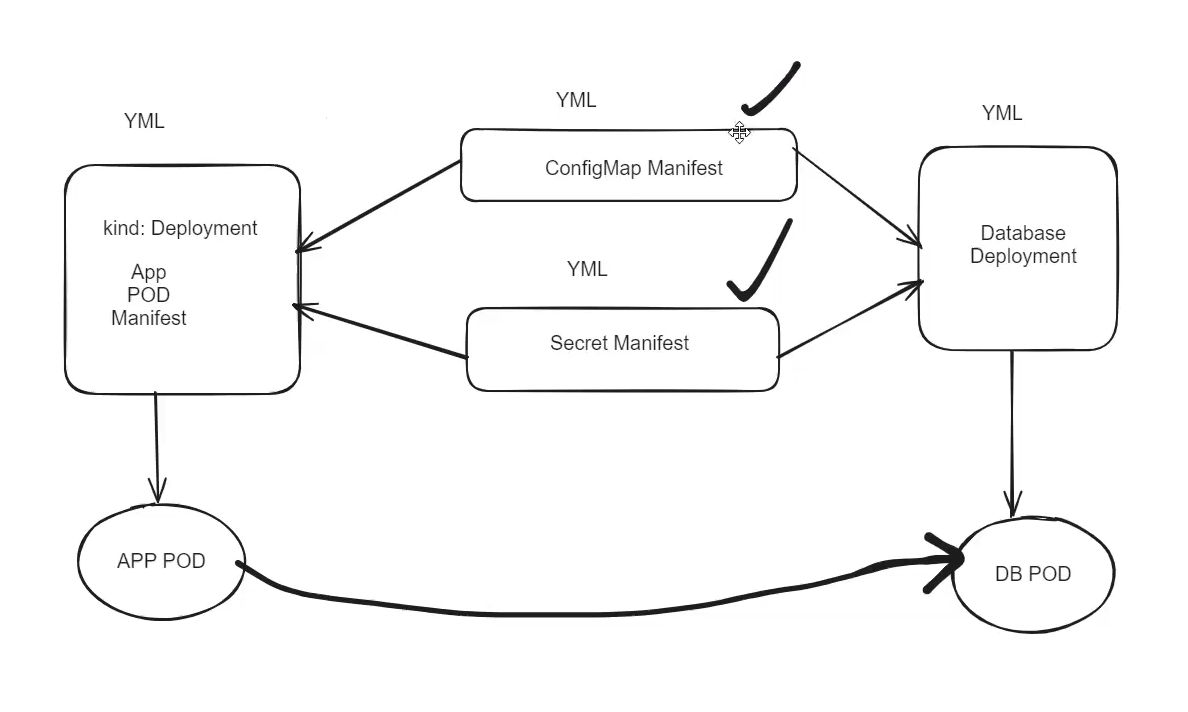 YML
kind: Deployment
App
POD
Manifest
YML
ConfigMap Manifest
YML
Secret Manifest
YML
Database
Deployment
APP POD
DB POD